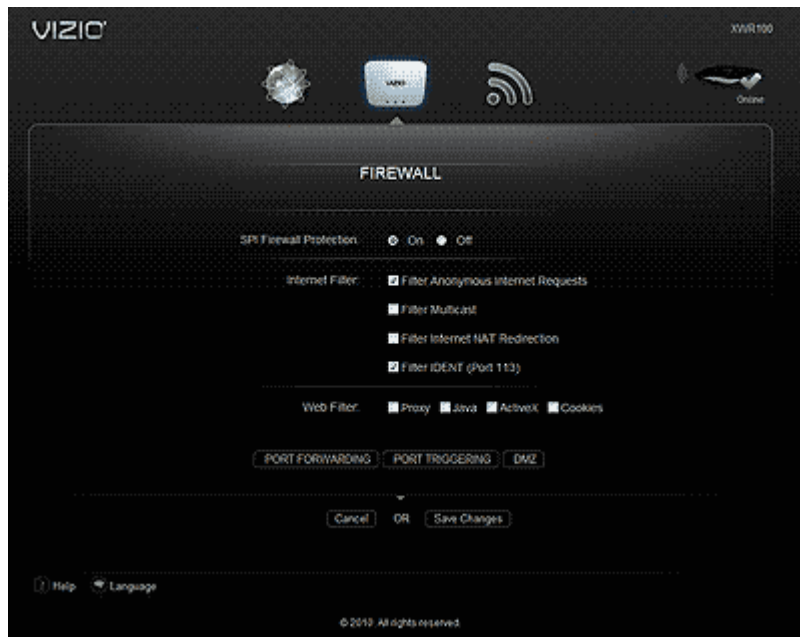 VIZIO
XWR100
VIZIO
Online
FIREWALL
SPI Firewall Protection: On Off
Internet Filter: Filter Anonymous Internet Requests
Filter Multicast
Filter Internet NAT Redirection
Filter IDENT (Port 113)
Web Filter: Proxy Java ActiveX Cookies
PORT FORWARDING PORT TRIGGERING DMZ
Cancel OR Save Changes
Help Language
© 2010 All rights reserved.